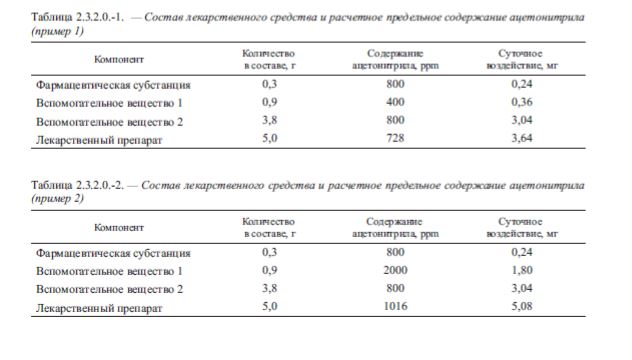 Таблица 2.3.2.0.-1. — Состав лекарственного средства и расчетное предельное содержание ацетонитрила
(пример 1)
Компонент Количество в составе, г Содержание ацетонитрила, ppm Суточное воздействие, мг
Фармацевтическая субстанция 0,3 800 0,24
Вспомогательное вещество 1 0,9 400 0,36
Вспомогательное вещество 2 3,8 800 3,04
Лекарственный препарат 5,0 728 3,64
Таблица 2.3.2.0.-2. — Состав лекарственного средства и расчетное предельное содержание ацетонитрила
(пример 2)
Компонент Количество в составе, г Содержание ацетонитрила, ppm Суточное воздействие, мг
Фармацевтическая субстанция 0,3 800 0,24
Вспомогательное вещество 1 0,9 2000 1,80
Вспомогательное вещество 2 3,8 800 3,04
Лекарственный препарат 5,0 1016 5,08